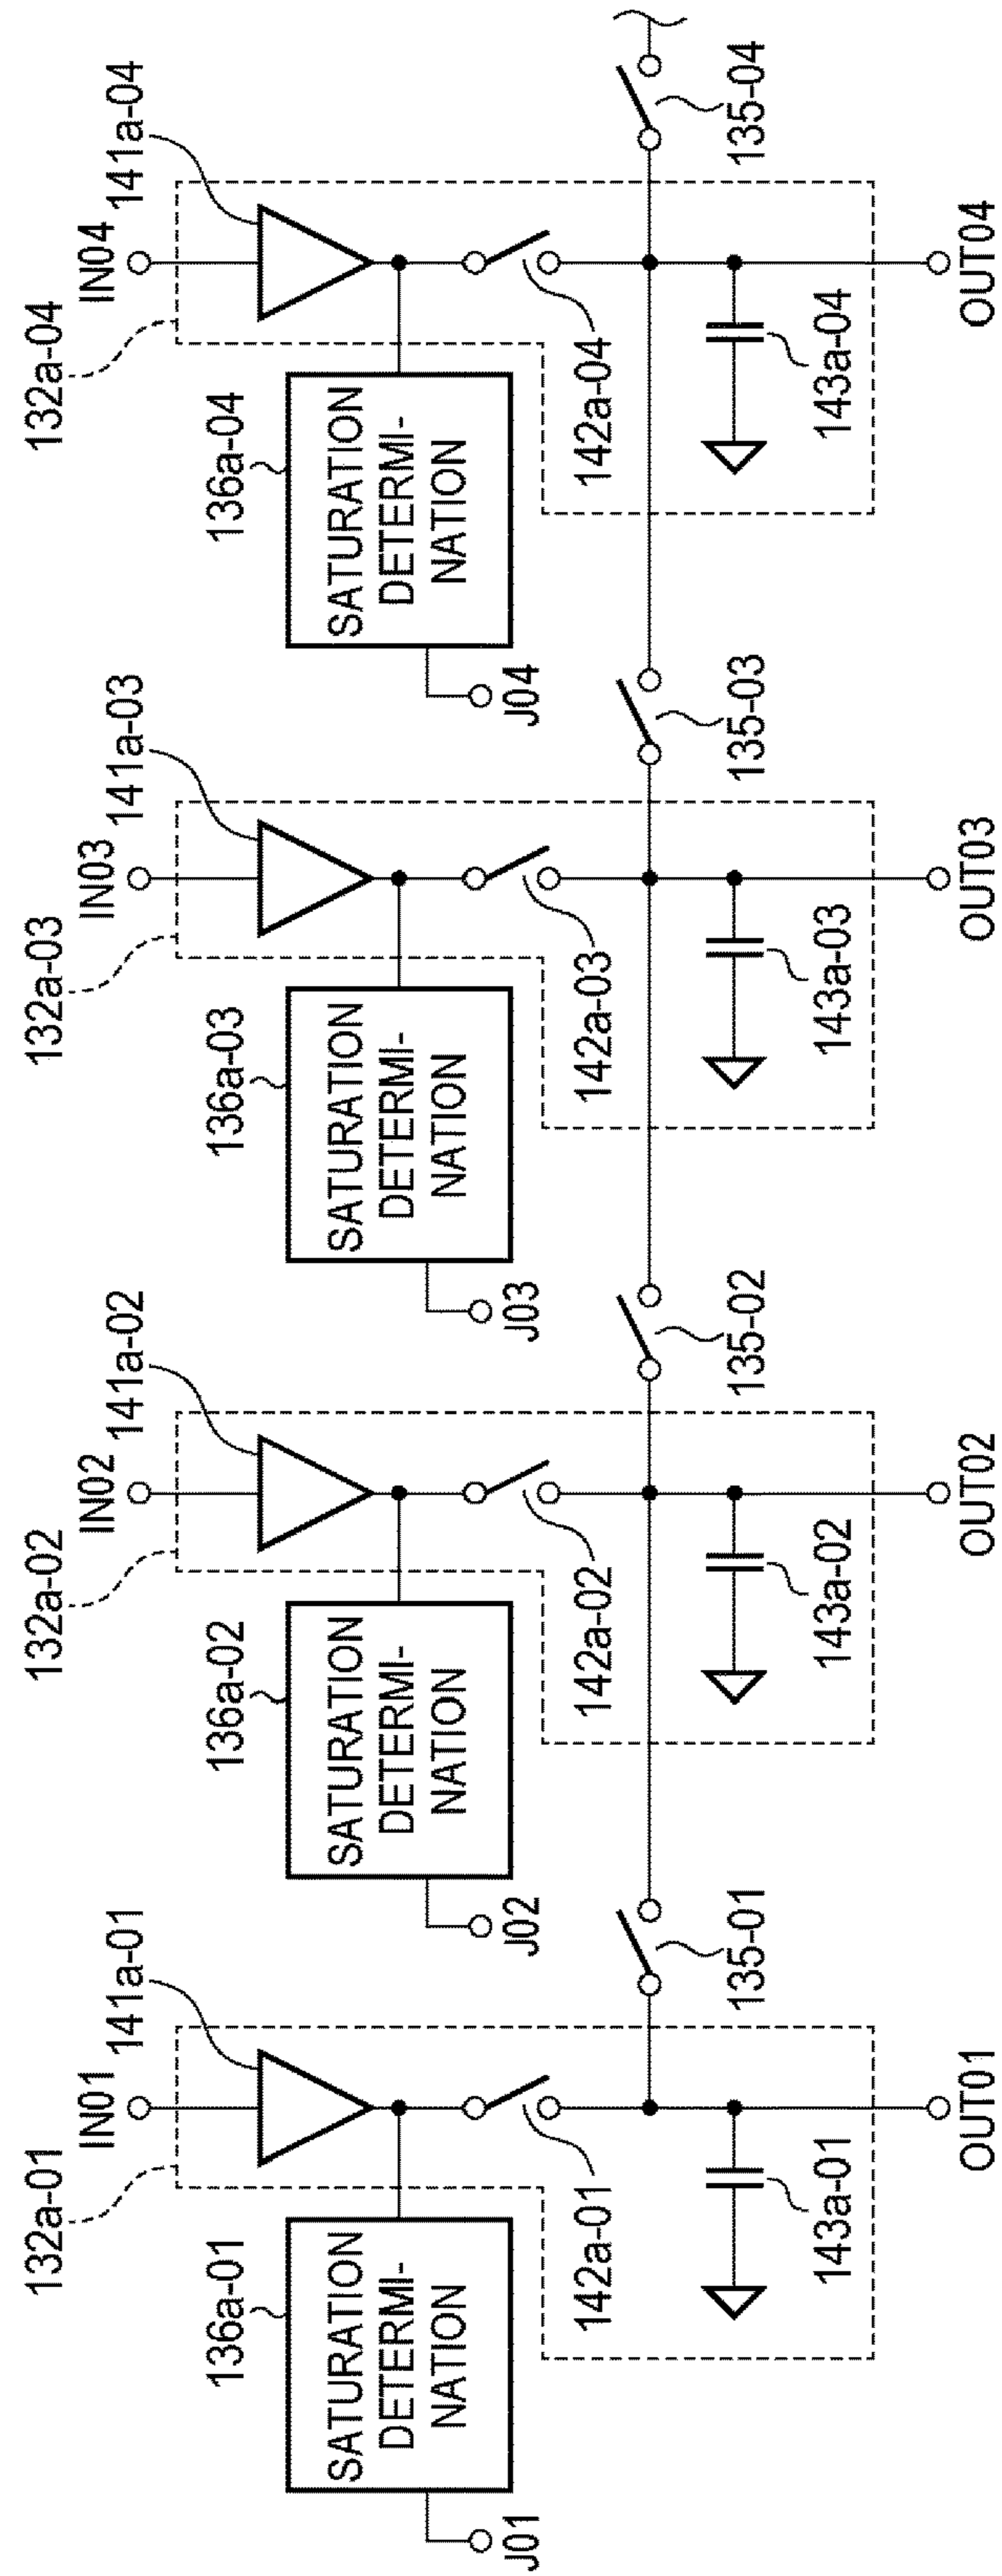 132a-01
IN01
141a-01
136a-01
SATURATION
DETERMI-
NATION
J01
142a-01
143a-01
OUT01
135-01
132a-02
IN02
141a-02
136a-02
SATURATION
DETERMI-
NATION
J02
142a-02
143a-02
OUT02
135-02
132a-03
IN03
141a-03
136a-03
SATURATION
DETERMI-
NATION
J03
142a-03
143a-03
OUT03
135-03
132a-04
IN04
141a-04
136a-04
SATURATION
DETERMI-
NATION
J04
142a-04
143a-04
OUT04
135-04